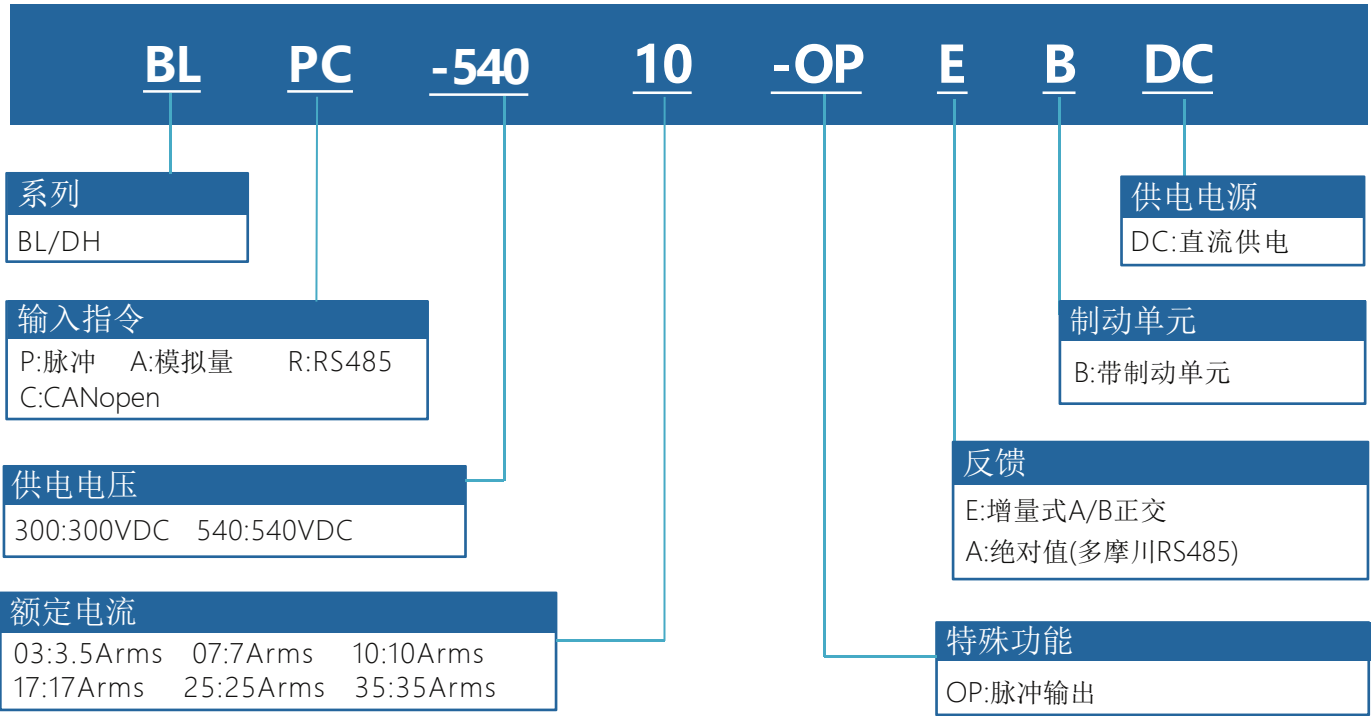 BL PC -540 10 -OP E B DC
系列
BL/DH
供电电源
DC:直流供电
输入指令
P:脉冲 A:模拟量 R:RS485
C:CANopen
制动单元
B:带制动单元
供电电压
300:300VDC 540:540VDC
反馈
E:增量式A/B正交
A:绝对值(多摩川RS485)
额定电流
03:3.5Arms 07:7Arms 10:10Arms
17:17Arms 25:25Arms 35:35Arms
特殊功能
OP:脉冲输出